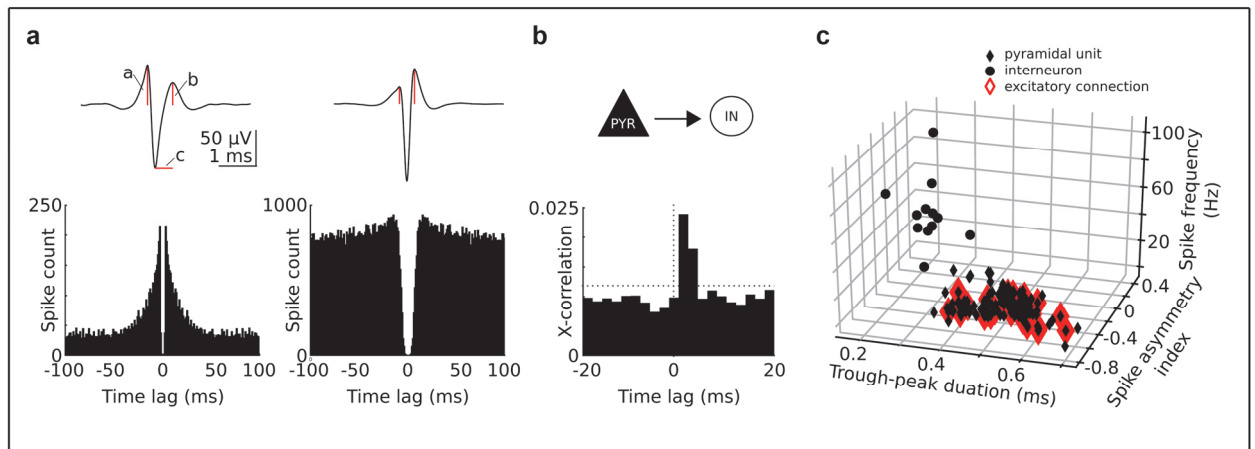 a
b
c
a
b
c
50 µV
1 ms
250
Spike count
0
-100 -50 0 50 100
Time lag (ms)
1000
Spike count
0
-100 -50 0 50 100
Time lag (ms)
PYR
IN
0.025
X-correlation
0
-20 0 20
Time lag (ms)
pyramidal unit
interneuron
excitatory connection
100
60
20
Spike frequency
(Hz)
0.4
0
-0.4
-0.8
Spike asymmetry
index
0.2 0.4 0.6
Trough-peak duation (ms)